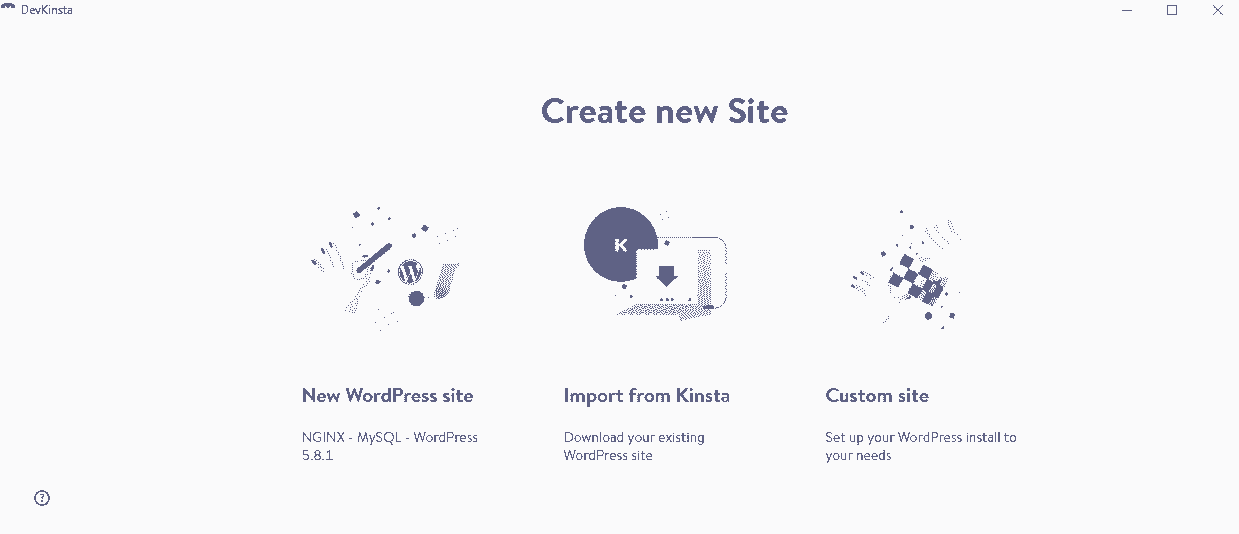 DevKinsta
Create new Site
K
New WordPress site
NGINX - MySQL - WordPress
5.8.1
Import from Kinsta
Download your existing
WordPress site
Custom site
Set up your WordPress install to
your needs
?